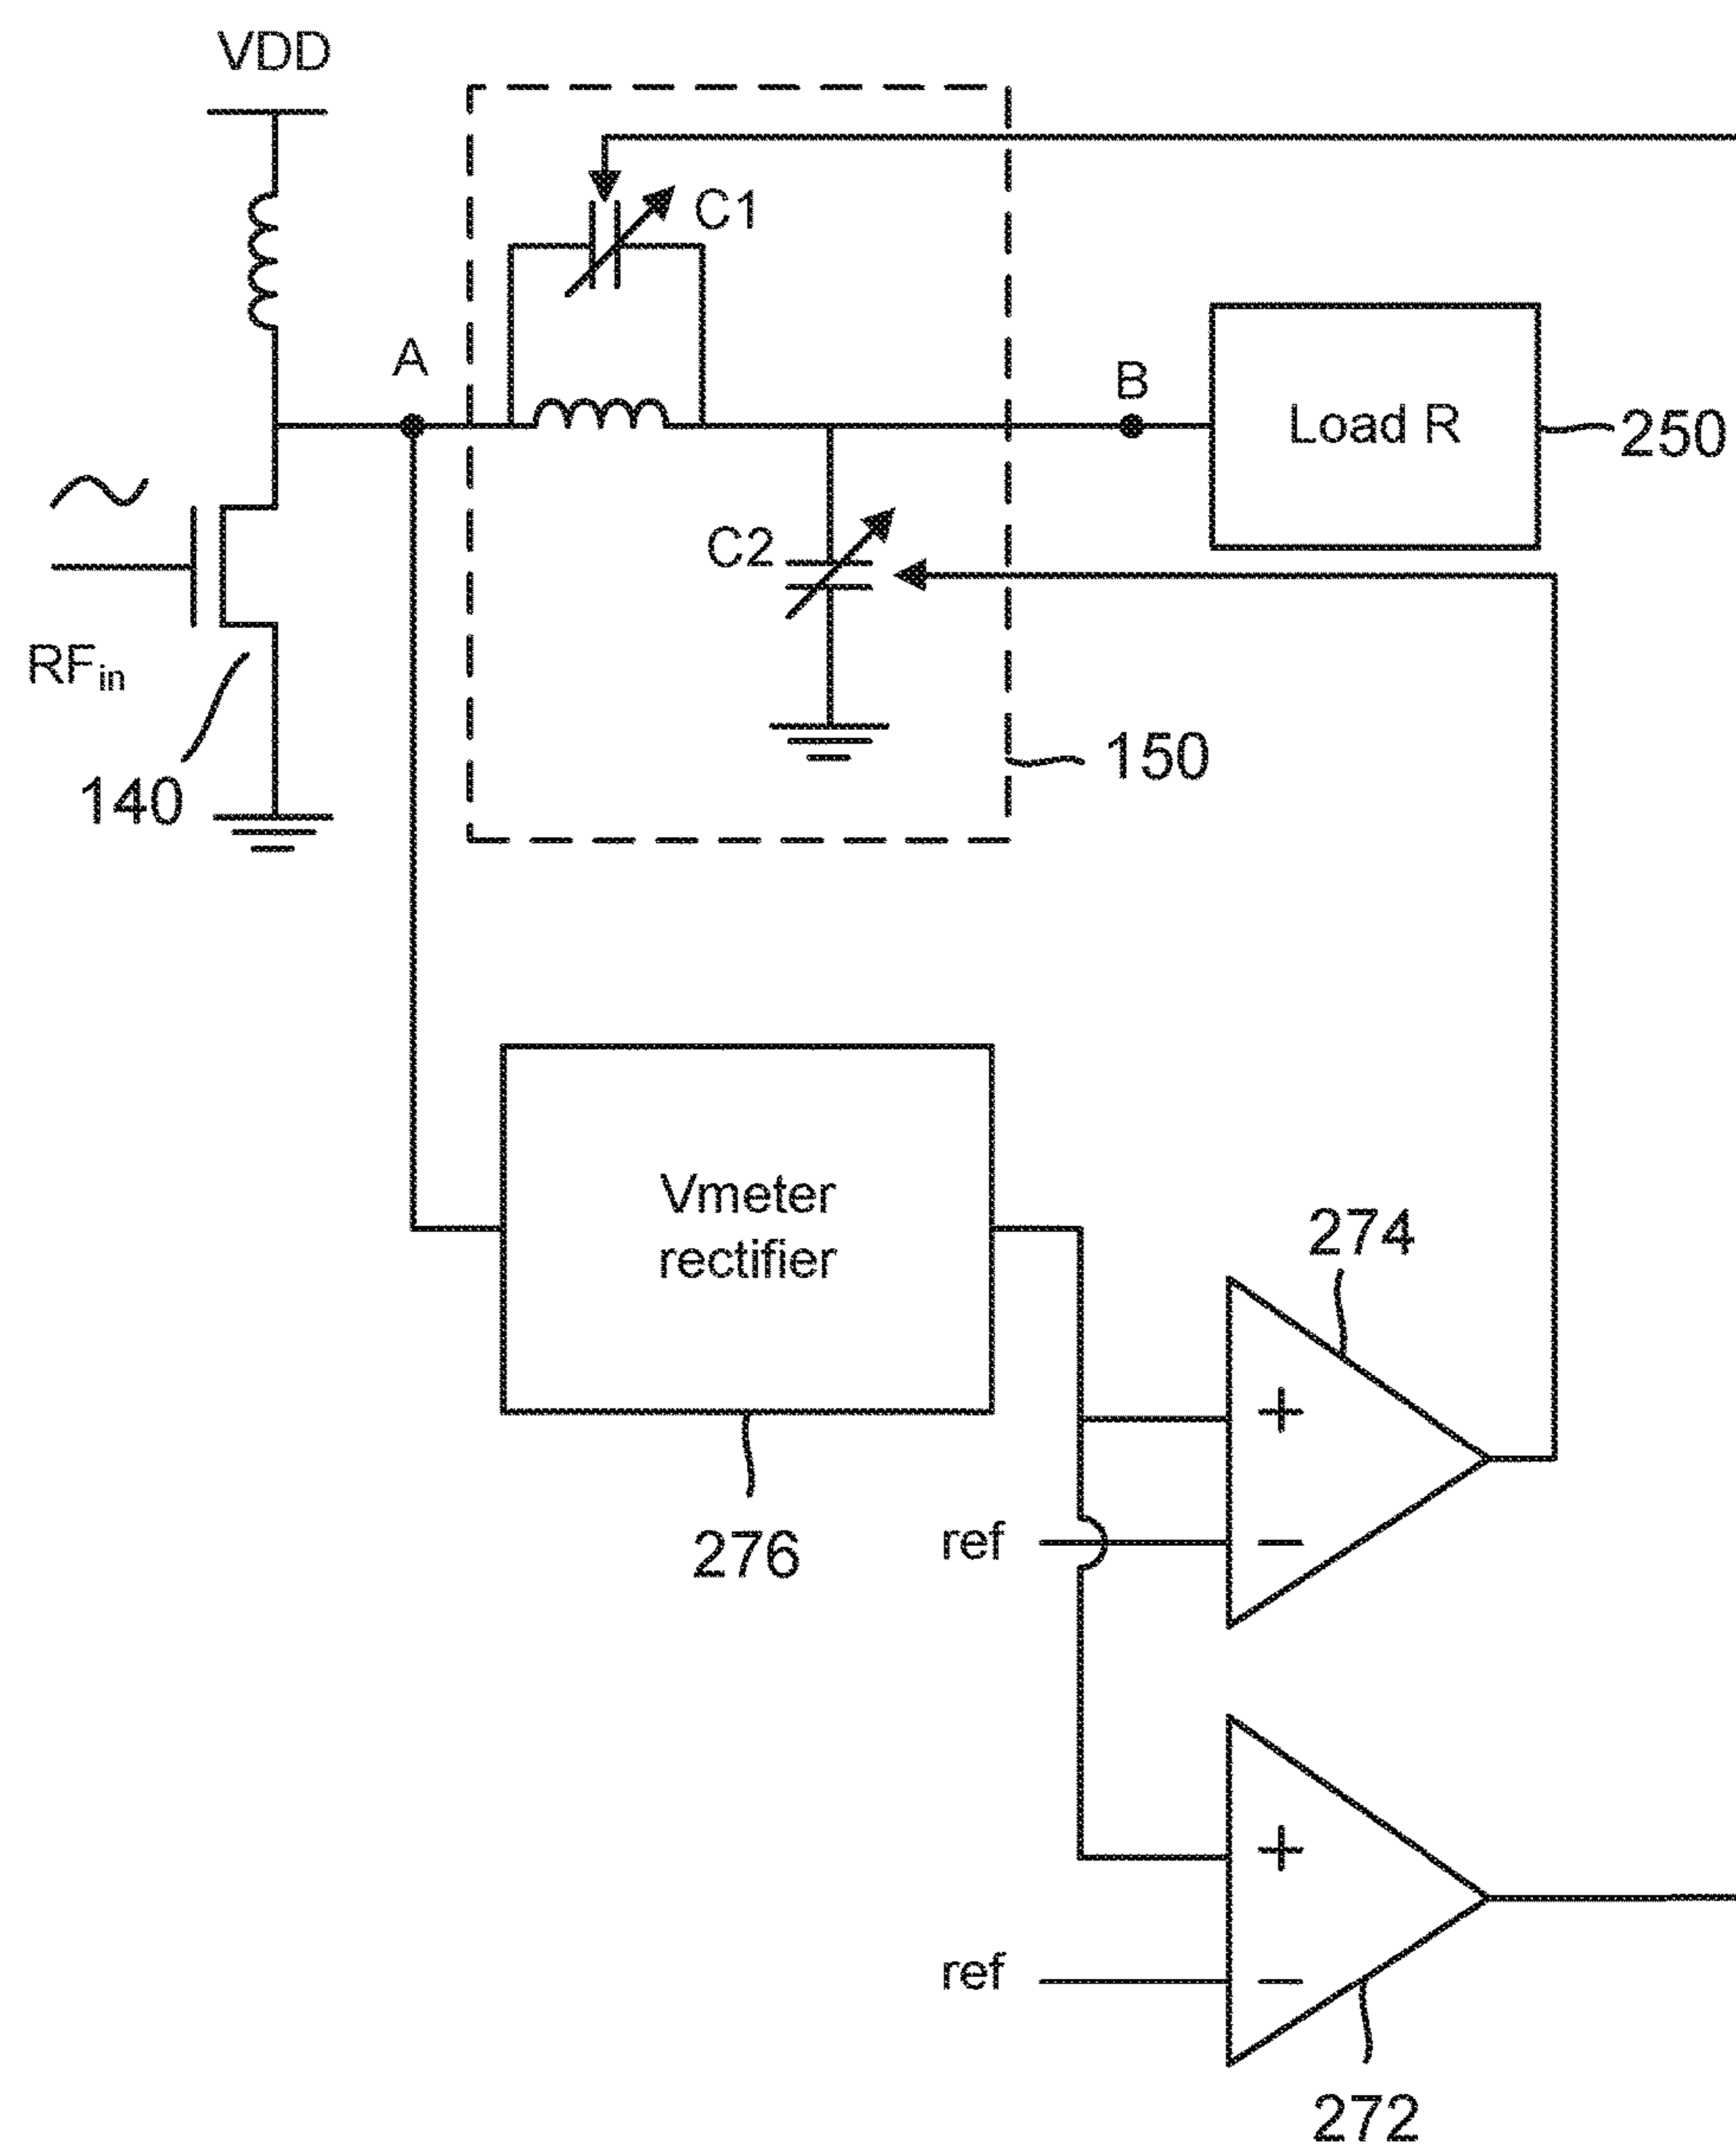 VDD
C1
A
B
Load R
250
C2
RFin
140
150
Vmeter
rectifier
274
+
ref
−
276
+
ref
−
272